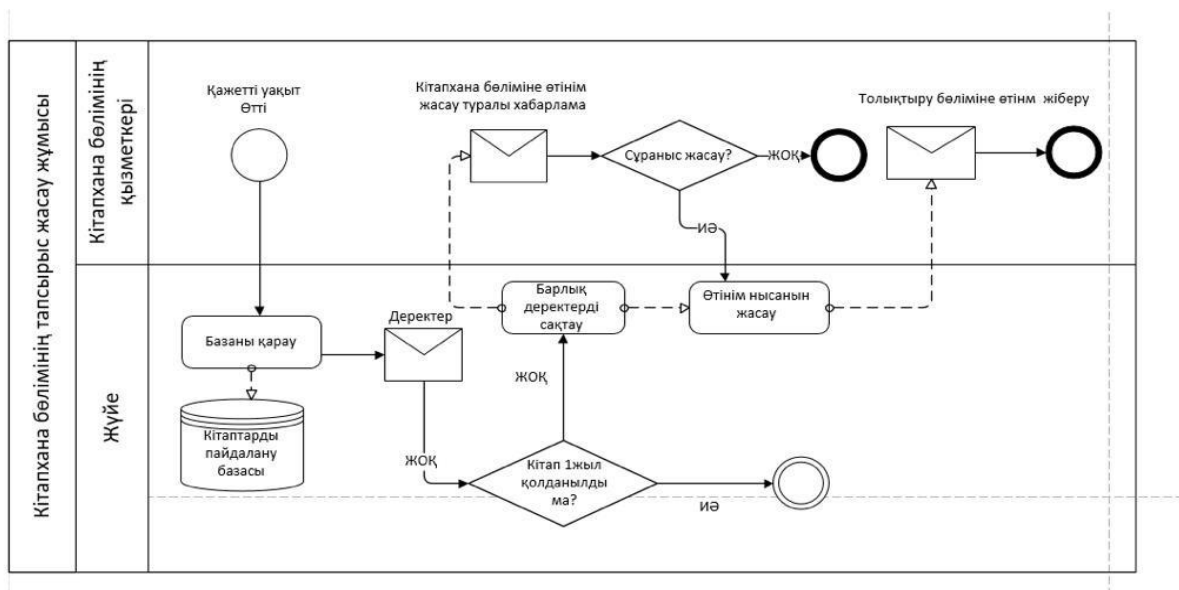 Кітапхана бөлімінің тапсырыс жасау жұмысы
Кітапхана бөлімінің
қызметкері
Қажетті уақыт
Өтті
Кітапхана бөліміне өтінім
жасау туралы хабарлама
Сұраныс жасау?
ЖОҚ
Толықтыру бөліміне өтінм жіберу
ИӘ
Жүйе
Базаны қарау
Деректер
Барлық
деректерді
сақтау
Өтінім нысанын
жасау
ЖОҚ
Кітаптарды
пайдалану
базасы
ЖОҚ
Кітап 1жыл
қолданылды
ма?
ИӘ